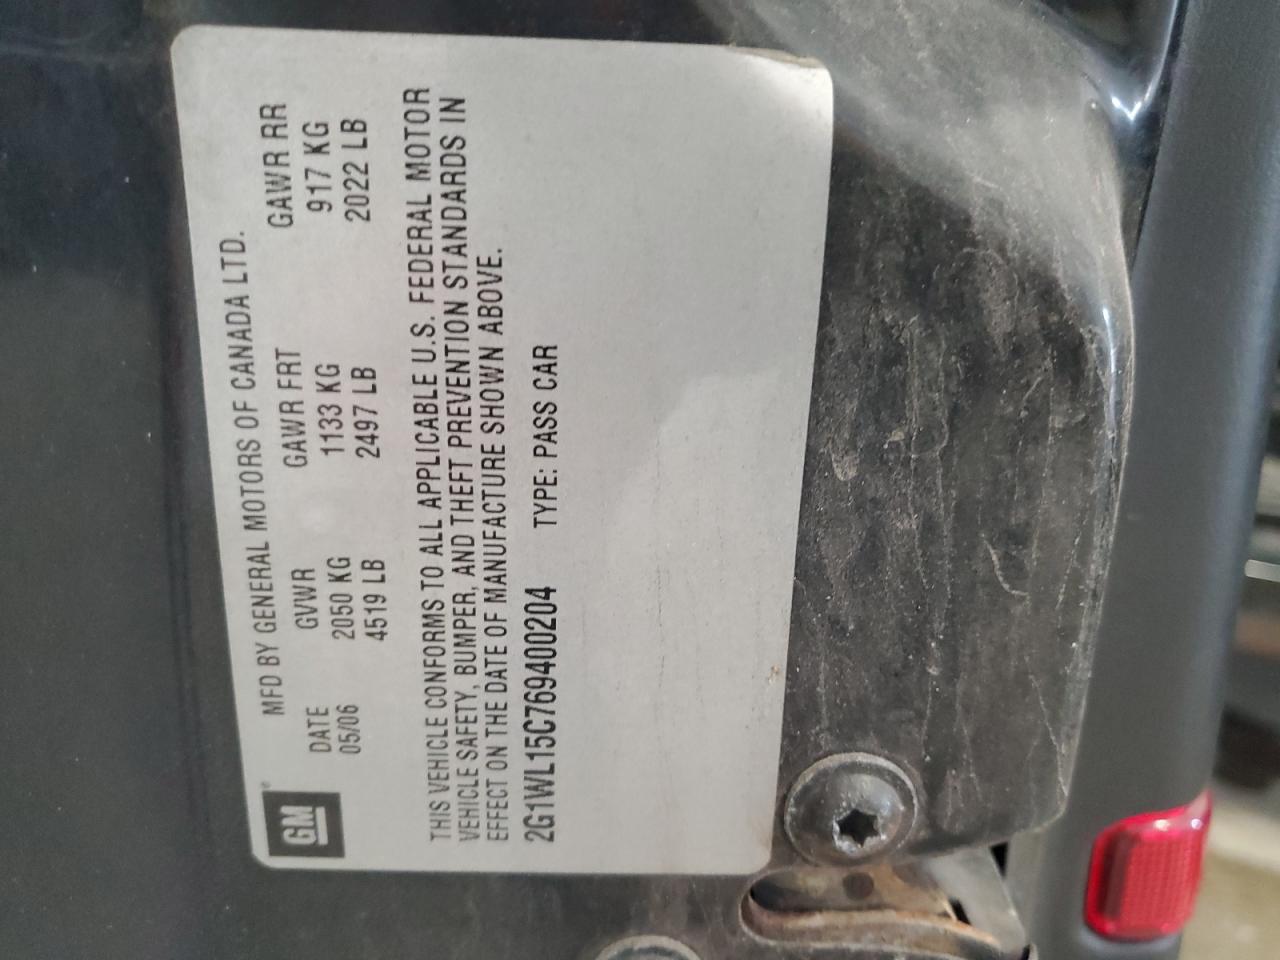 GM
MFD BY GENERAL MOTORS OF CANADA LTD.
DATE GVWR GAWR FRT GAWR RR
05/06 2050 KG 1133 KG 917 KG
4519 LB 2497 LB 2022 LB
THIS VEHICLE CONFORMS TO ALL APPLICABLE U.S. FEDERAL MOTOR
VEHICLE SAFETY, BUMPER, AND THEFT PREVENTION STANDARDS IN
EFFECT ON THE DATE OF MANUFACTURE SHOWN ABOVE.
2G1WL15C769400204 TYPE: PASS CAR